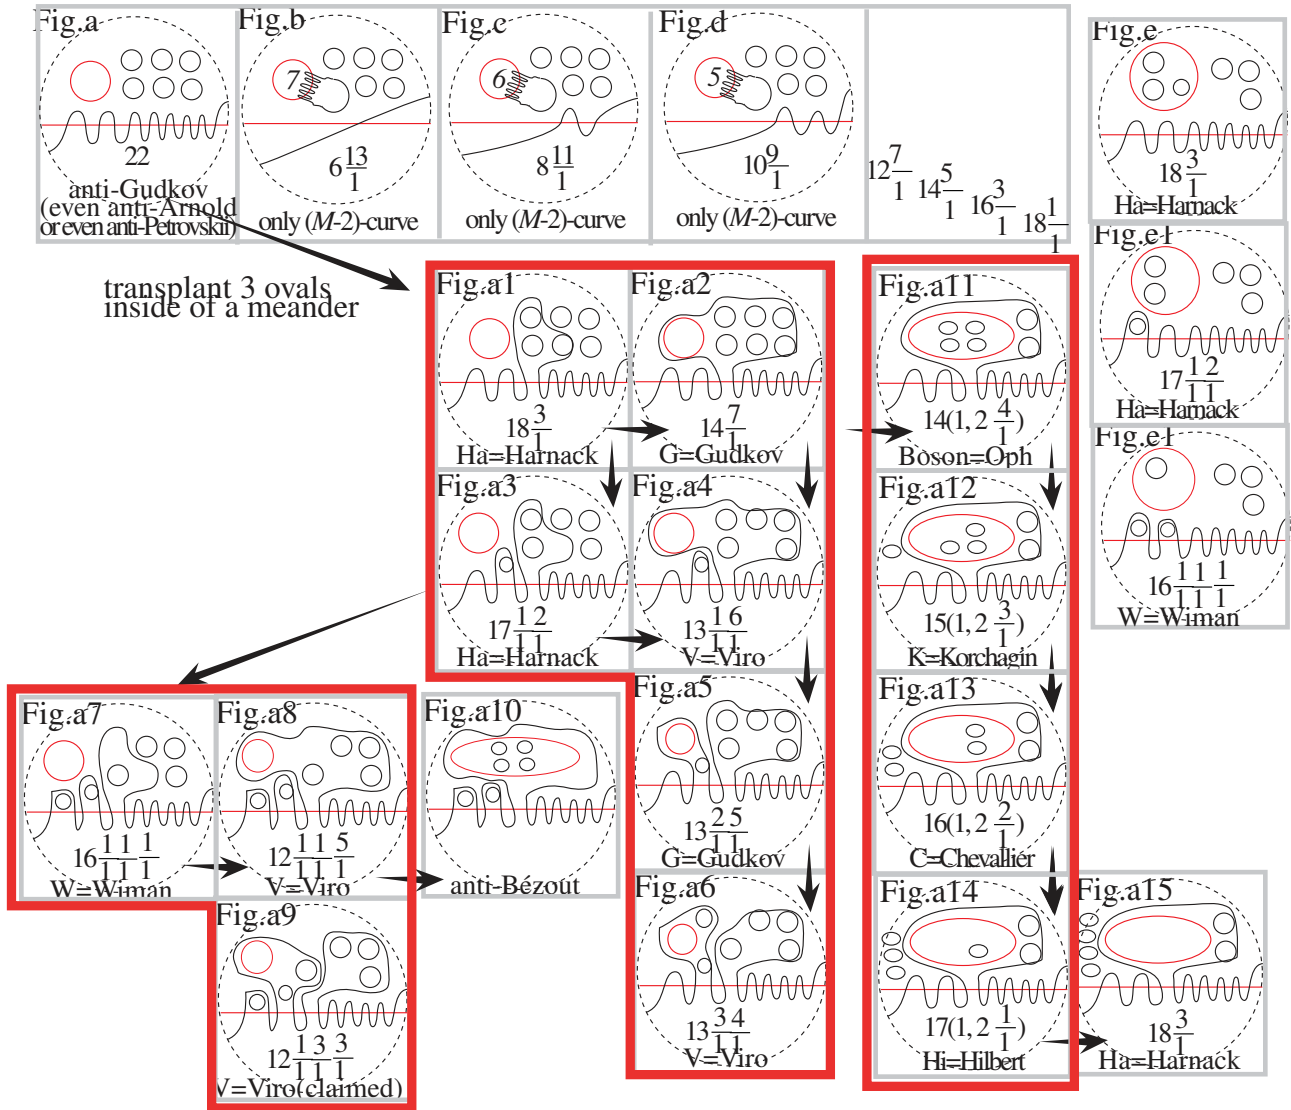 Fig.a
22
anti-Gudkov
(even anti-Arnold
or even anti-Petrovskii)
Fig.b
7
6 13/1
only (M-2)-curve
Fig.c
6
8 11/1
only (M-2)-curve
Fig.d
5
10 9/1
only (M-2)-curve
12 7/1
14 5/1
16 3/1
18 1/1
Fig.e
18 3/1
Ha=Harnack
Fig.e1
17 1/1 2/1
Ha=Harnack
Fig.e1
16 1/1 1/1 1/1
W=Wiman
transplant 3 ovals
inside of a meander
Fig.a1
18 3/1
Ha=Harnack
Fig.a2
14 7/1
G=Gudkov
Fig.a11
14(1, 2 4/1)
Boson=Oph
Fig.a3
17 1/1 2/1
Ha=Harnack
Fig.a4
13 1/1 6/1
V=Viro
Fig.a12
15(1, 2 3/1)
K=Korchagin
Fig.a7
16 1/1 1/1 1/1
W=Wiman
Fig.a8
12 1/1 1/1 5/1
V=Viro
Fig.a10
anti-Bézout
Fig.a5
13 2/1 5/1
G=Gudkov
Fig.a13
16(1, 2 2/1)
C=Chevallier
Fig.a9
12 1/1 3/1 3/1
V=Viro(claimed)
Fig.a6
13 3/1 4/1
V=Viro
Fig.a14
17(1, 2 1/1)
Hi=Hilbert
Fig.a15
18 3/1
Ha=Harnack